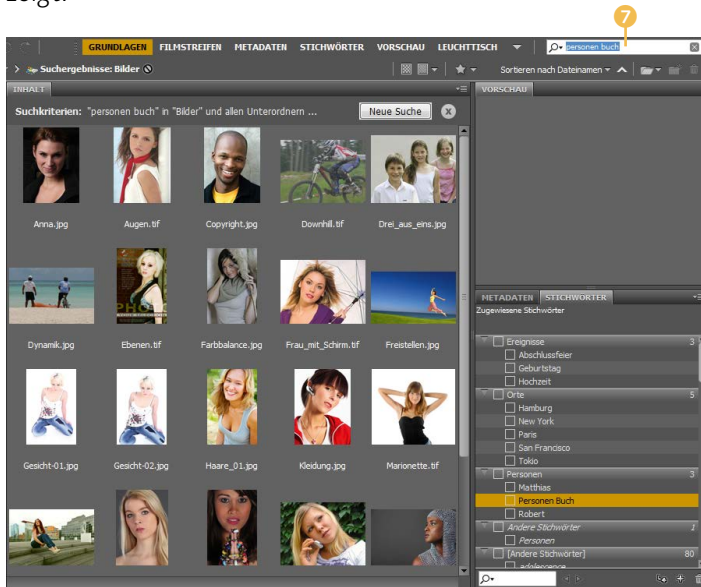 7
GRUNDLAGEN FILMSTREIFEN METADATEN STICHWÖRTER VORSCHAU LEUCHTTISCH personen buch
> Suchergebnisse: Bilder Sortieren nach Dateinamen
INHALT
Suchkriterien: "personen buch" in "Bilder" und allen Unterordnern ... Neue Suche
Anna.jpg Augen.tif Copyright.jpg Downhill.tif Drei_aus_eins.jpg
Dynamik.jpg Ebenen.tif Farbbalance.jpg Frau_mit_Schirm.tif Freistellen.jpg
Gesicht-01.jpg Gesicht-02.jpg Haare_01.jpg Kleidung.jpg Marionette.tif
VORSCHAU
METADATEN STICHWÖRTER
Zugewiesene Stichwörter
Ereignisse 3
Abschlussfeier
Geburtstag
Hochzeit
Orte 5
Hamburg
New York
Paris
San Francisco
Tokio
Personen 3
Matthias
Personen Buch
Robert
Andere Stichwörter 1
Personen
[Andere Stichwörter] 80
adolescence